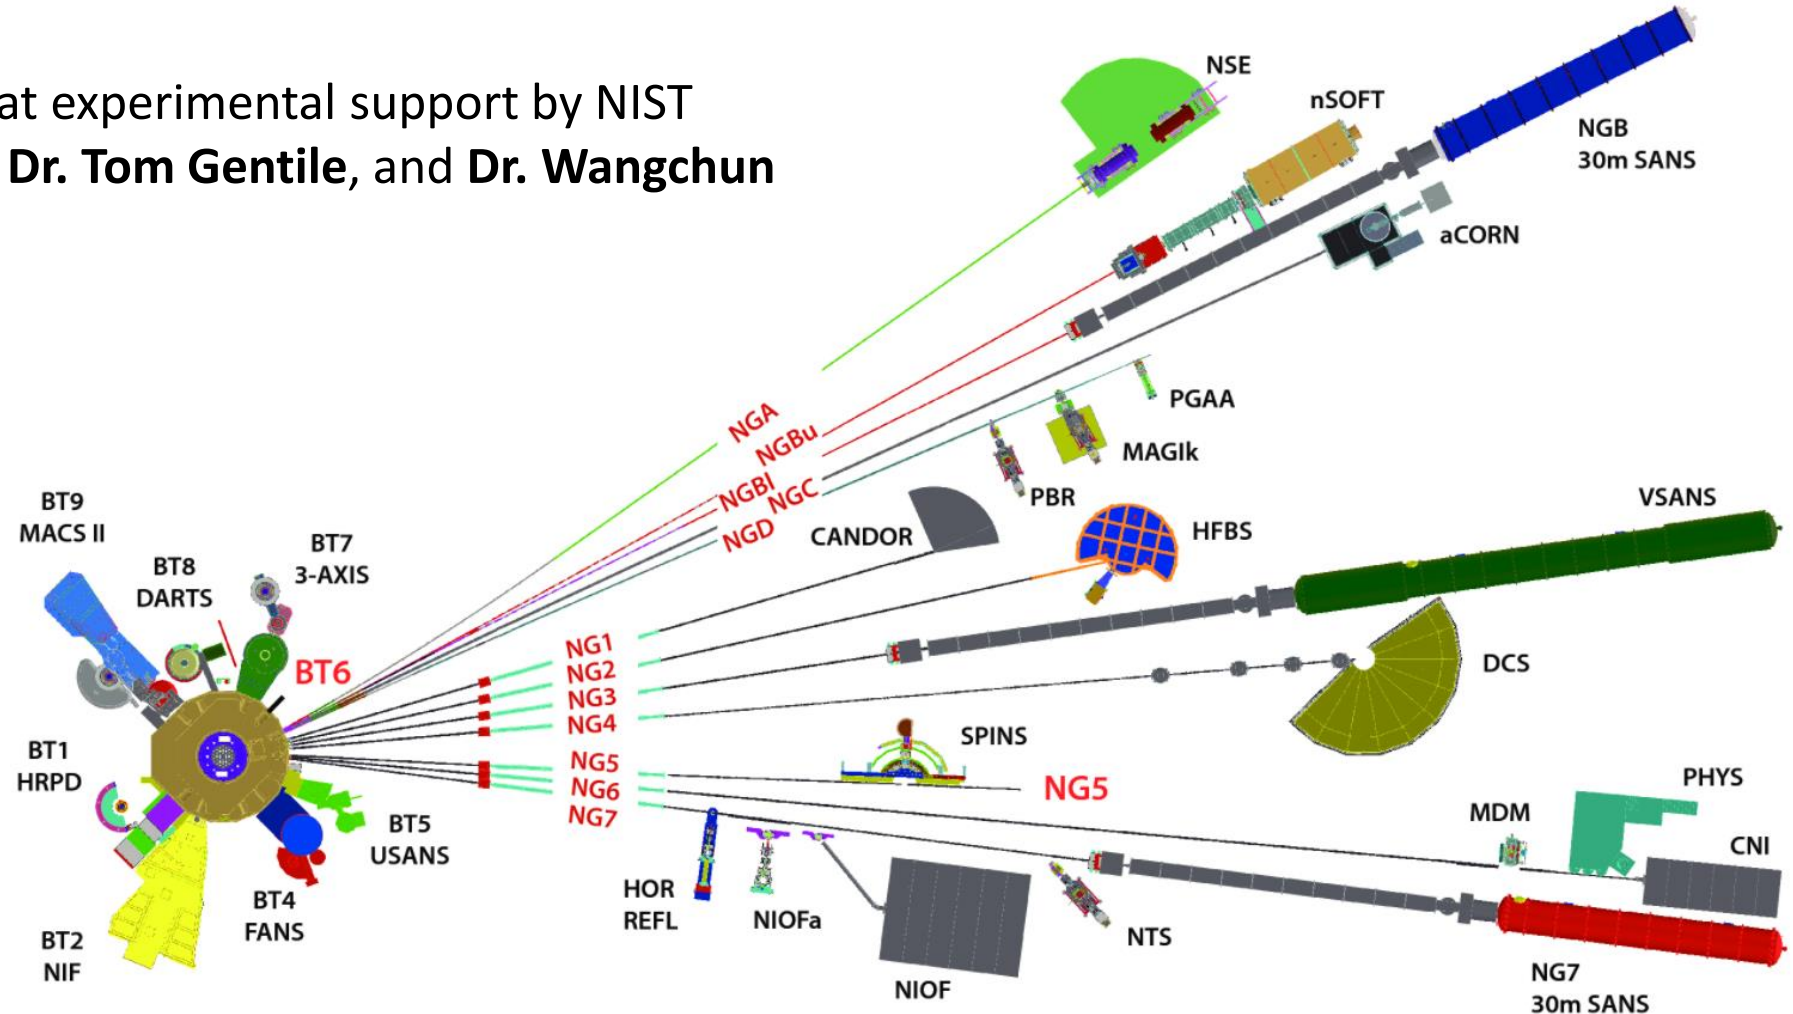 at experimental support by NIST
Dr. Tom Gentile, and Dr. Wangchun
NSE
nSOFT
NGB
30m SANS
aCORN
PGAA
MAGIk
PBR
NGA
NGBu
NGBl
NGC
NGD
CANDOR
HFBS
VSANS
DCS
BT9
MACS II
BT8
DARTS
BT7
3-AXIS
BT6
NG1
NG2
NG3
NG4
NG5
NG6
NG7
SPINS
NG5
BT1
HRPD
BT5
USANS
BT4
FANS
BT2
NIF
HOR
REFL
NIOFa
NIOF
NTS
MDM
PHYS
CNI
NG7
30m SANS